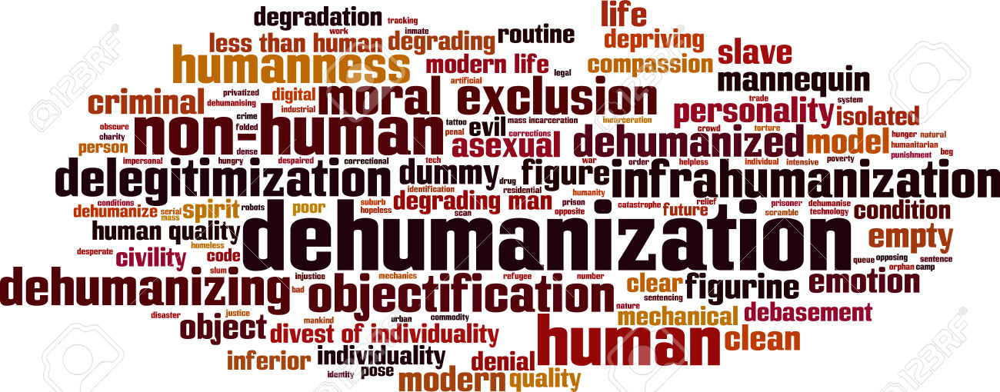 life
degradation
tracking
work
inmate
less than human
degrading
routine
depriving
humanness
modern life
legal
compassion
slave
mannequin
criminal
privatized
dehumanising
digital
industrial
artificial
moral exclusion
trade
system
personality
isolated
obscure
charity
person
crime
folded
dense
non-human
tattoo
penal
evil
mass incarceration
corrections
incarceration
asexual
dehumanized
crowd
torture
model
hunger
natural
humanitarian
punishment
beg
impersonal
hungry
despaired
correctional
tech
war
order
helpless
individual
intensive
poverty
delegitimization
dummy
drug
figure
infrahumanization
identification
residential
humanity
conditions
dehumanize
serial
mass
spirit
robots
poor
suburb
hopeless
degrading man
scan
prison
opposite
catastrophe
future
relief
prisoner
scramble
dehumanise
technology
condition
human quality
dehumanization
empty
desperate
civility
homeless
code
queue
opposing
orphan
sentence
camp
slum
dehumanizing
injustice
bad
mechanics
objectification
refugee
number
clear
sentencing
figurine
emotion
disaster
justice
object
mankind
urban
commodity
nature
mechanical
debasement
divest of individuality
human
clean
inferior
individuality
identity
pose
denial
modern
quality
123RF
123RF
123RF
123RF
123RF
123RF
123RF